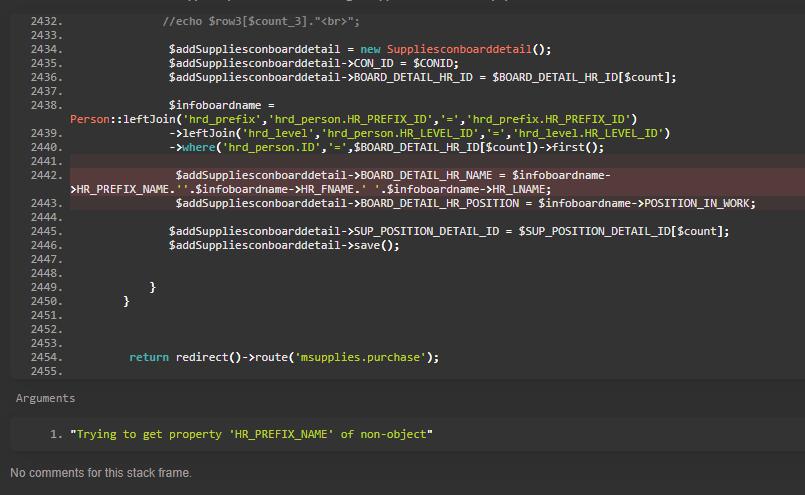 2432. //echo $row3[$count_3]."<br>";
2433.
2434. $addSuppliesconboarddetail = new Suppliesconboarddetail();
2435. $addSuppliesconboarddetail->CON_ID = $CONID;
2436. $addSuppliesconboarddetail->BOARD_DETAIL_HR_ID = $BOARD_DETAIL_HR_ID[$count];
2437.
2438. $infoboardname =
Person::leftJoin('hrd_prefix','hrd_person.HR_PREFIX_ID','=','hrd_prefix.HR_PREFIX_ID')
2439. ->leftJoin('hrd_level','hrd_person.HR_LEVEL_ID','=','hrd_level.HR_LEVEL_ID')
2440. ->where('hrd_person.ID','=',$BOARD_DETAIL_HR_ID[$count])->first();
2441.
2442. $addSuppliesconboarddetail->BOARD_DETAIL_HR_NAME = $infoboardname-
>HR_PREFIX_NAME.''.$infoboardname->HR_FNAME.' '.$infoboardname->HR_LNAME;
2443. $addSuppliesconboarddetail->BOARD_DETAIL_HR_POSITION = $infoboardname->POSITION_IN_WORK;
2444.
2445. $addSuppliesconboarddetail->SUP_POSITION_DETAIL_ID = $SUP_POSITION_DETAIL_ID[$count];
2446. $addSuppliesconboarddetail->save();
2447.
2448.
2449. }
2450. }
2451.
2452.
2453.
2454. return redirect()->route('msupplies.purchase');
2455.
Arguments
1. "Trying to get property 'HR_PREFIX_NAME' of non-object"
No comments for this stack frame.